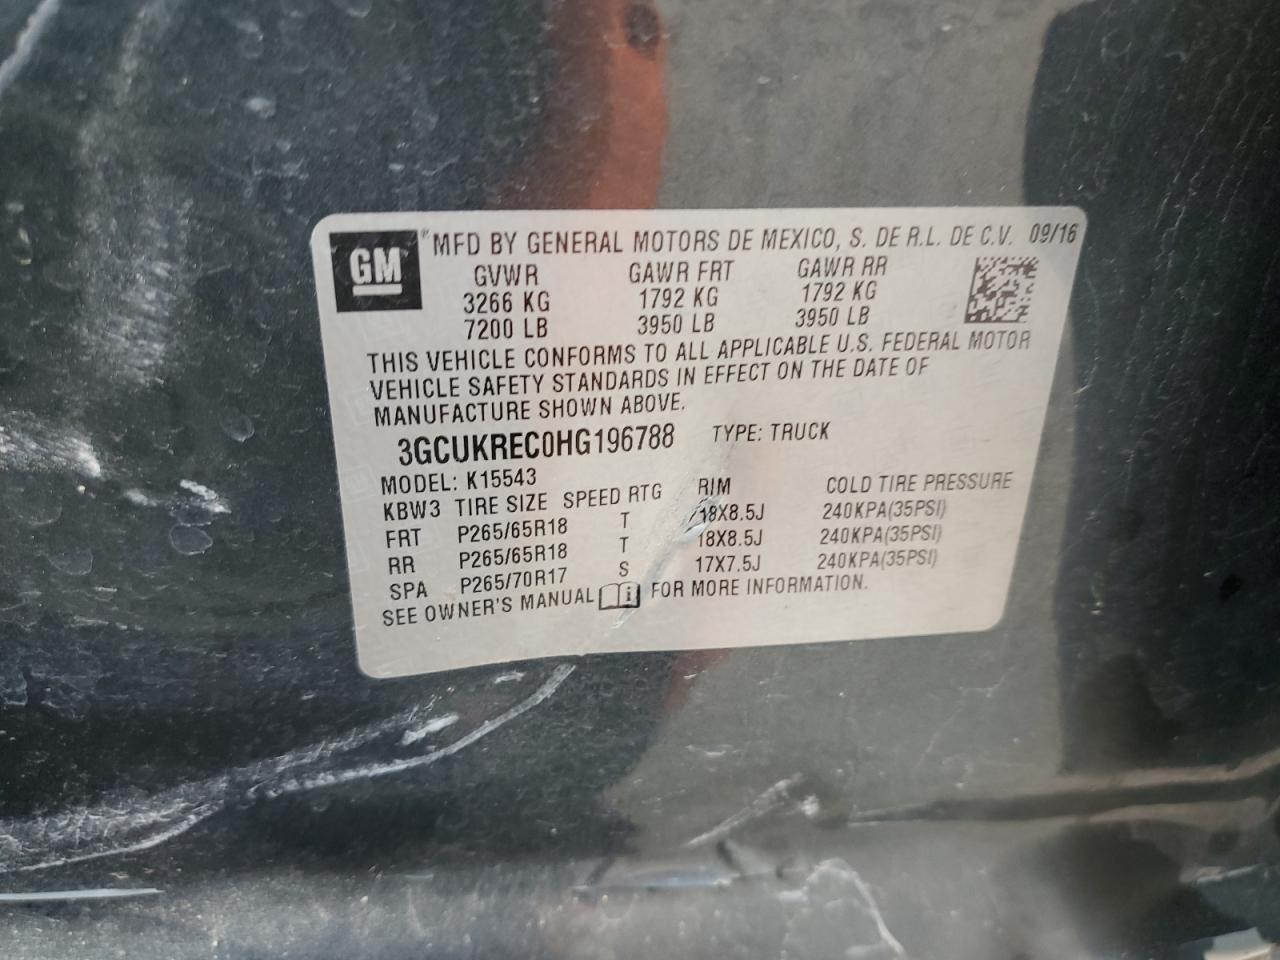 GM ® MFD BY GENERAL MOTORS DE MEXICO, S. DE R.L. DE C.V. 09/16
GVWR GAWR FRT GAWR RR
3266 KG 1792 KG 1792 KG
7200 LB 3950 LB 3950 LB
THIS VEHICLE CONFORMS TO ALL APPLICABLE U.S. FEDERAL MOTOR
VEHICLE SAFETY STANDARDS IN EFFECT ON THE DATE OF
MANUFACTURE SHOWN ABOVE.
3GCUKREC0HG196788 TYPE: TRUCK
MODEL: K15543
KBW3 TIRE SIZE SPEED RTG RIM COLD TIRE PRESSURE
FRT P265/65R18 T 18X8.5J 240KPA(35PSI)
RR P265/65R18 T 18X8.5J 240KPA(35PSI)
SPA P265/70R17 S 17X7.5J 240KPA(35PSI)
SEE OWNER'S MANUAL i FOR MORE INFORMATION.